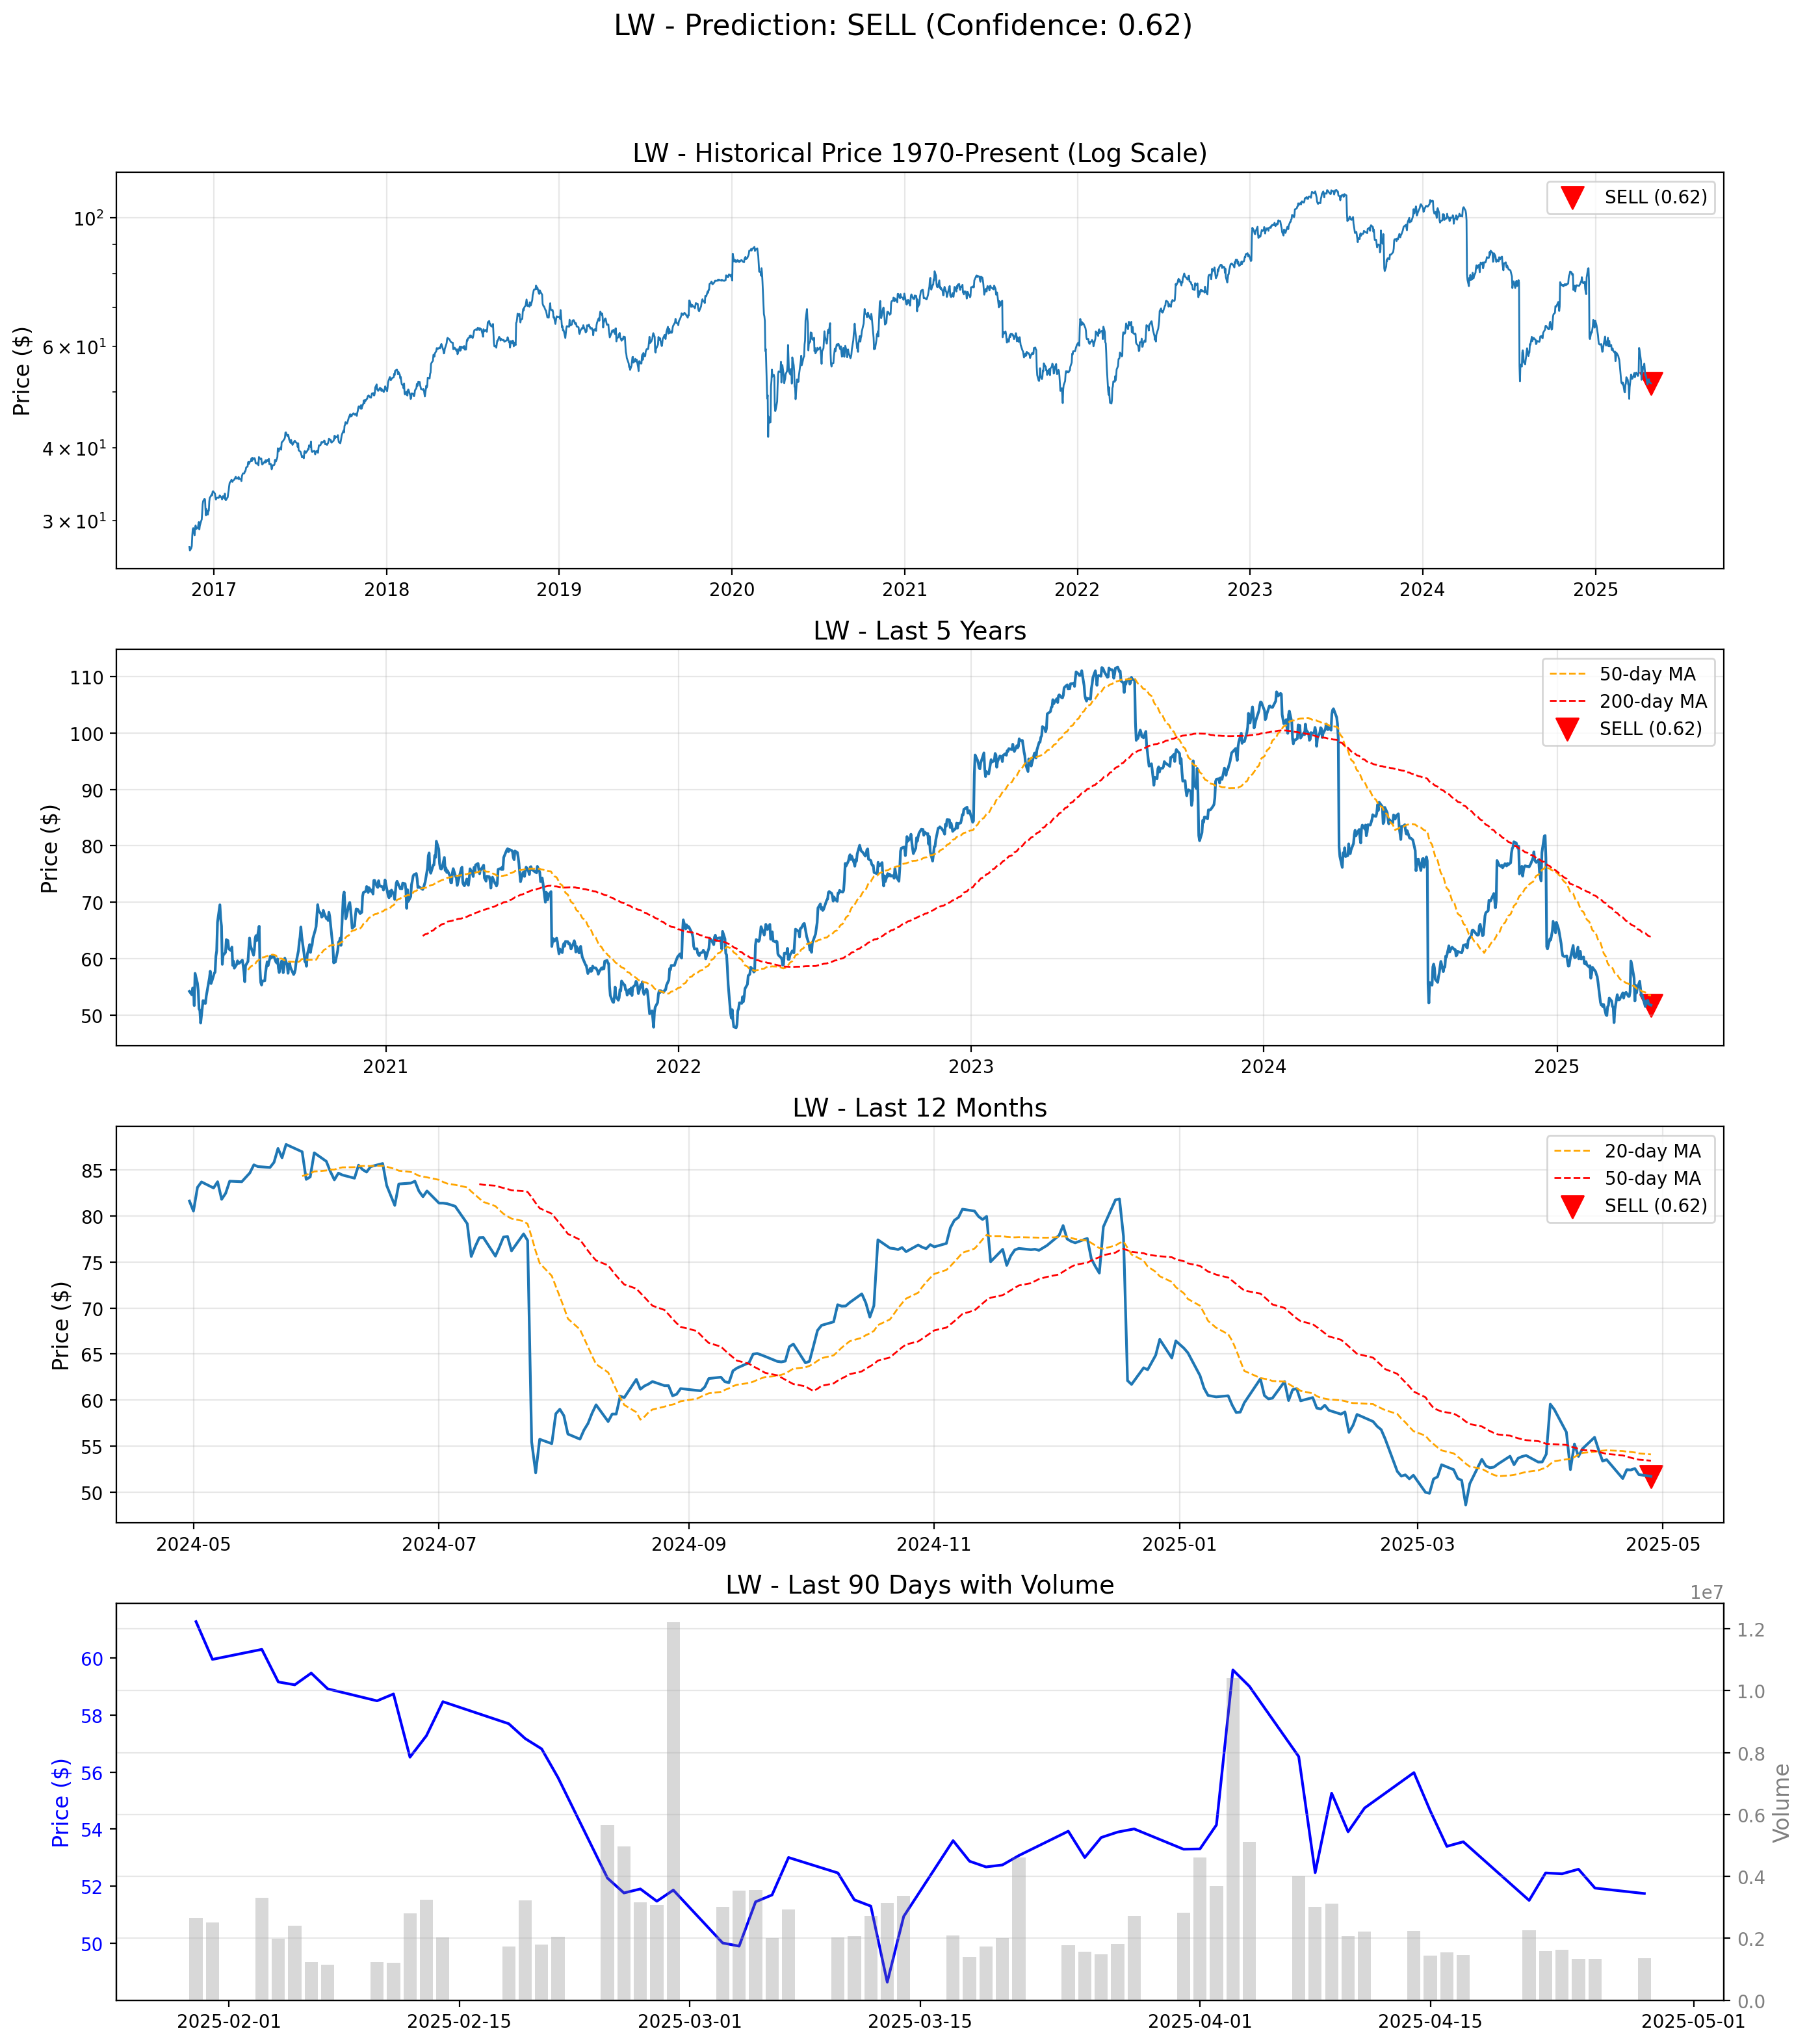 LW - Prediction: SELL (Confidence: 0.62)
LW - Historical Price 1970-Present (Log Scale)
Price ($)
10²
6 × 10¹
4 × 10¹
3 × 10¹
SELL (0.62)
2017 2018 2019 2020 2021 2022 2023 2024 2025
LW - Last 5 Years
Price ($)
110
100
90
80
70
60
50
50-day MA
200-day MA
SELL (0.62)
2021 2022 2023 2024 2025
LW - Last 12 Months
Price ($)
85
80
75
70
65
60
55
50
20-day MA
50-day MA
SELL (0.62)
2024-05 2024-07 2024-09 2024-11 2025-01 2025-03 2025-05
LW - Last 90 Days with Volume
1e7
Price ($)
60
58
56
54
52
50
1.2
1.0
0.8
0.6
0.4
0.2
0.0
Volume
2025-02-01 2025-02-15 2025-03-01 2025-03-15 2025-04-01 2025-04-15 2025-05-01